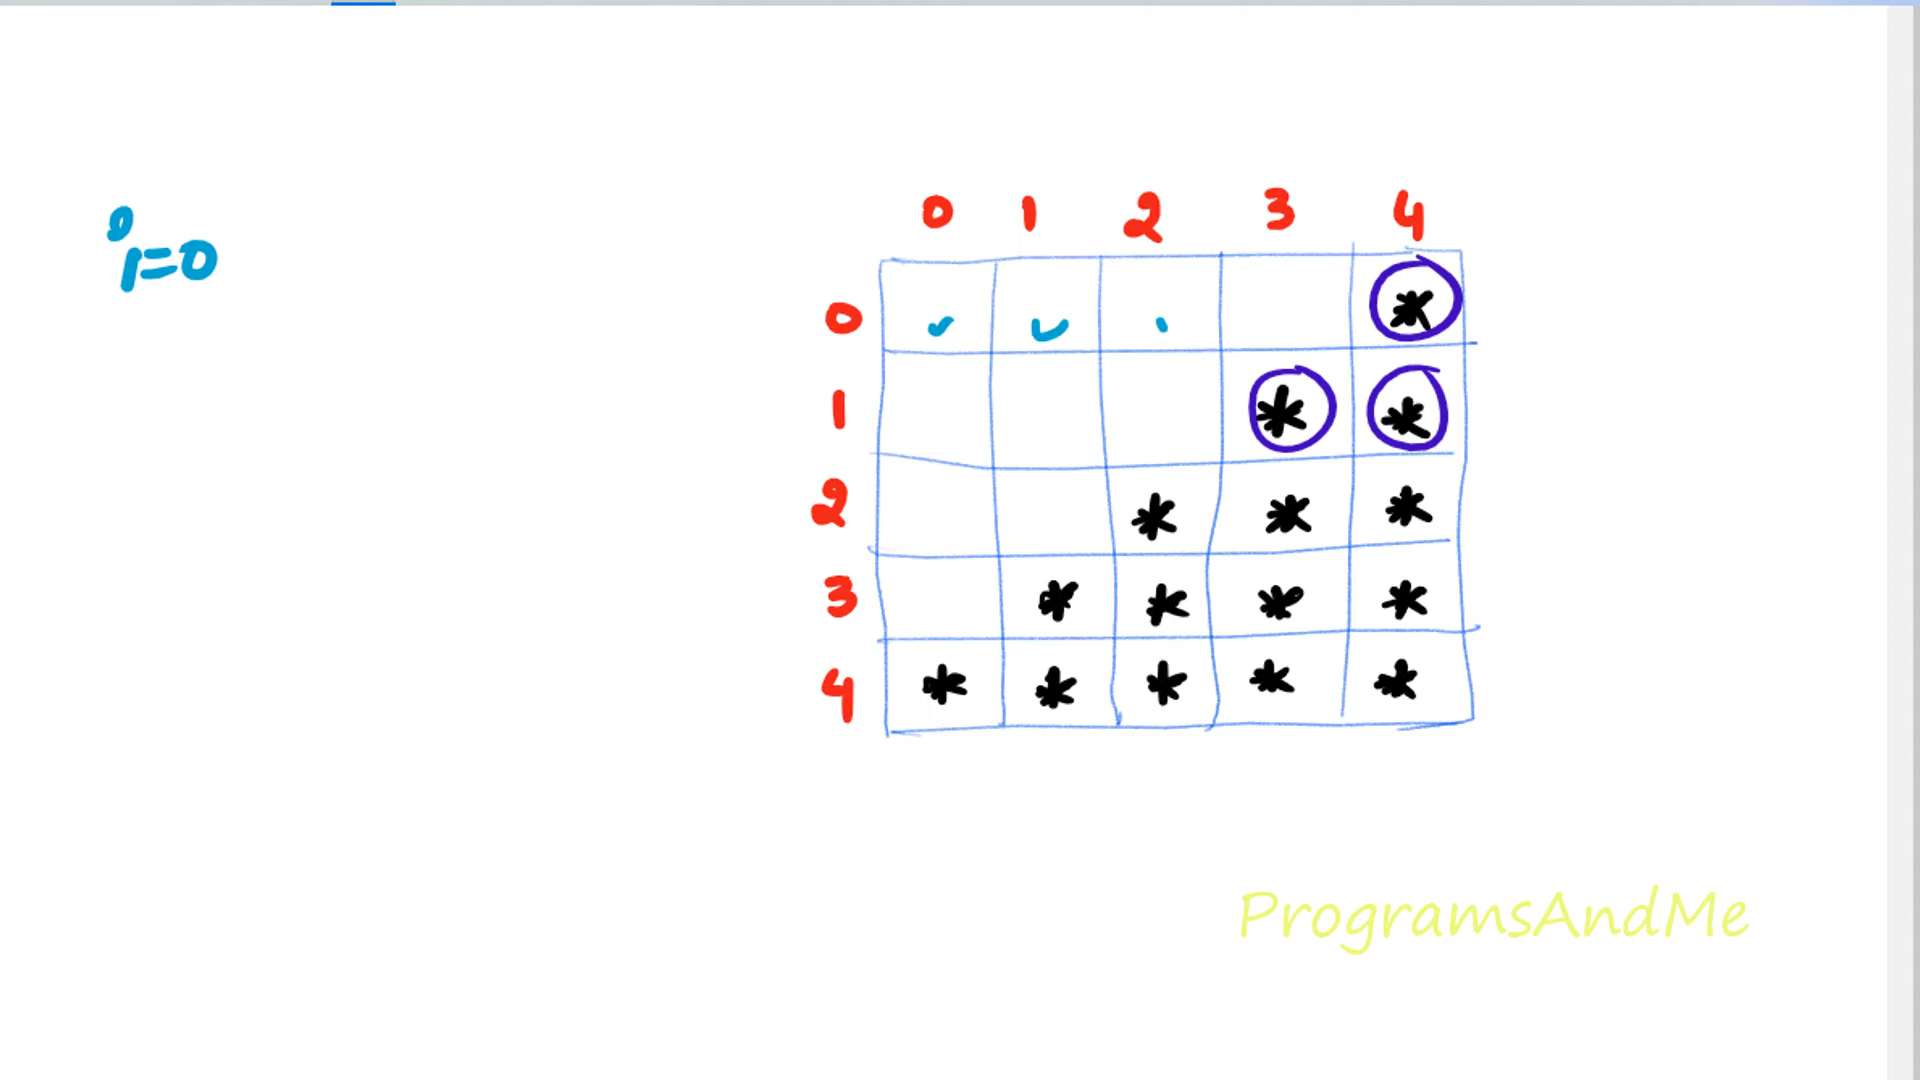 0 1 2 3 4
i=0
0 *
1 * *
2 * * *
3 * * * *
4 * * * * *
ProgramsAndMe